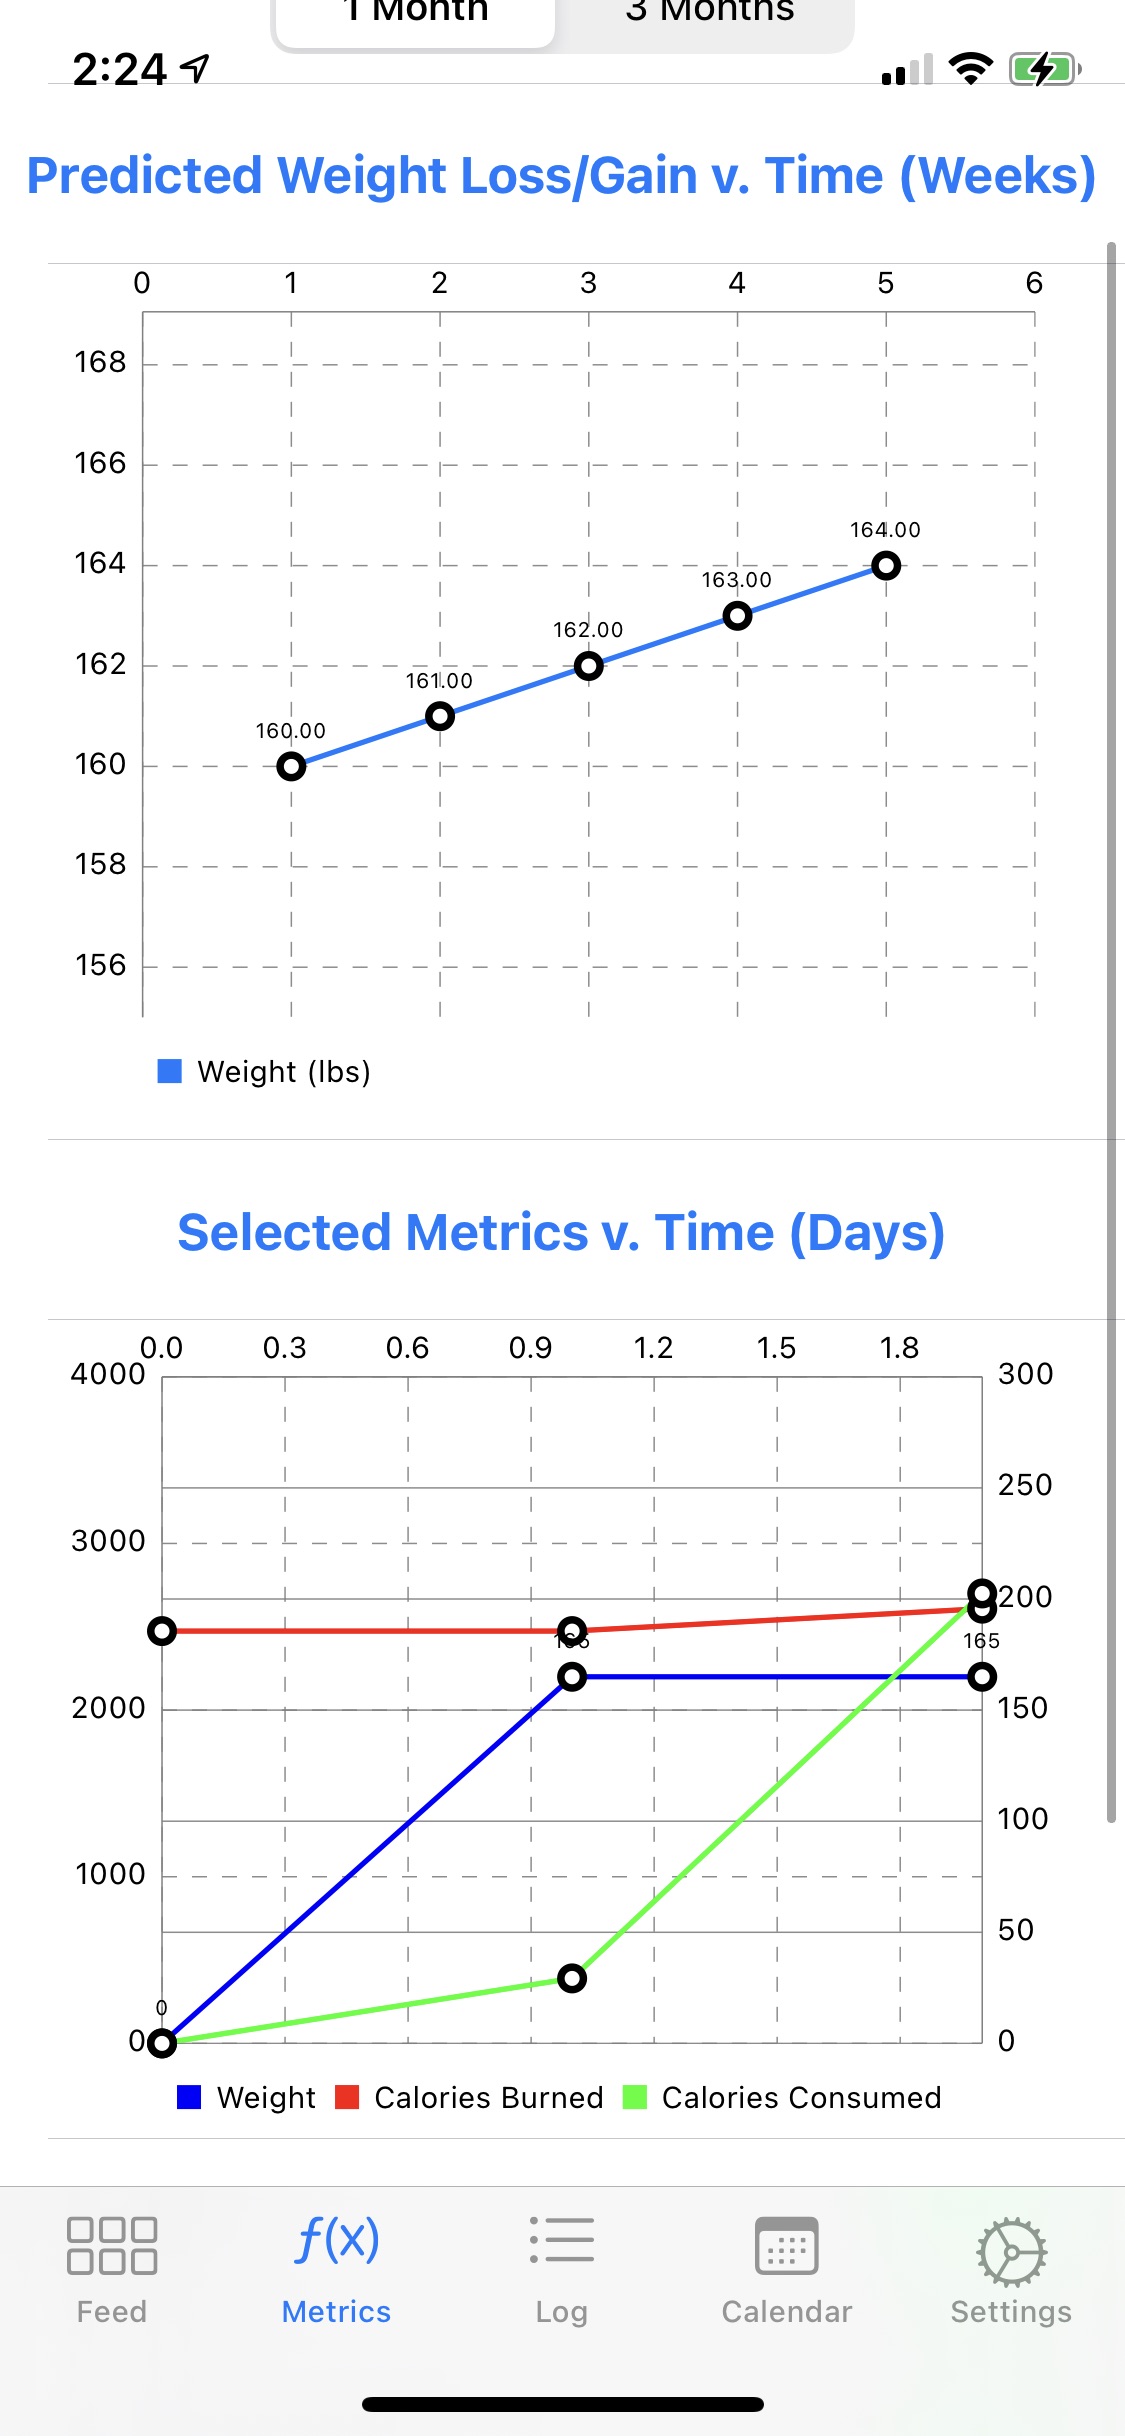 1 Month 3 Months
2:24
Predicted Weight Loss/Gain v. Time (Weeks)
0 1 2 3 4 5 6
168
166
164.00
164
163.00
162.00
162
161.00
160.00
160
158
156
Weight (lbs)
Selected Metrics v. Time (Days)
0.0 0.3 0.6 0.9 1.2 1.5 1.8
4000 300
250
3000
200
165 165
2000 150
100
1000
50
0
0 0
Weight Calories Burned Calories Consumed
f(x)
Feed Metrics Log Calendar Settings